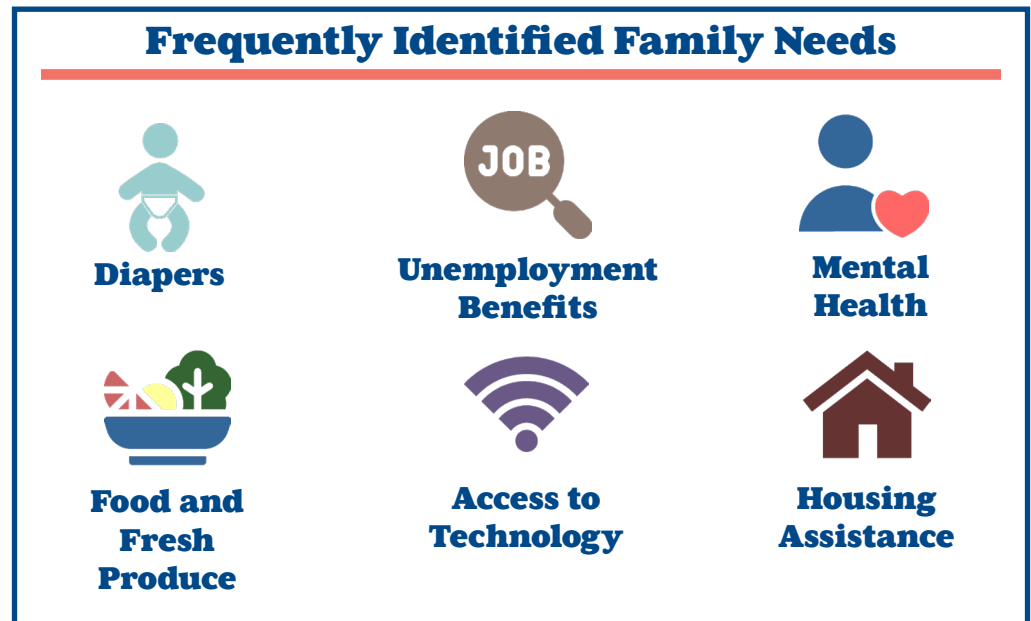 Frequently Identified Family Needs
JOB
Diapers
Unemployment
Benefits
Mental
Health
Food and
Fresh
Produce
Access to
Technology
Housing
Assistance